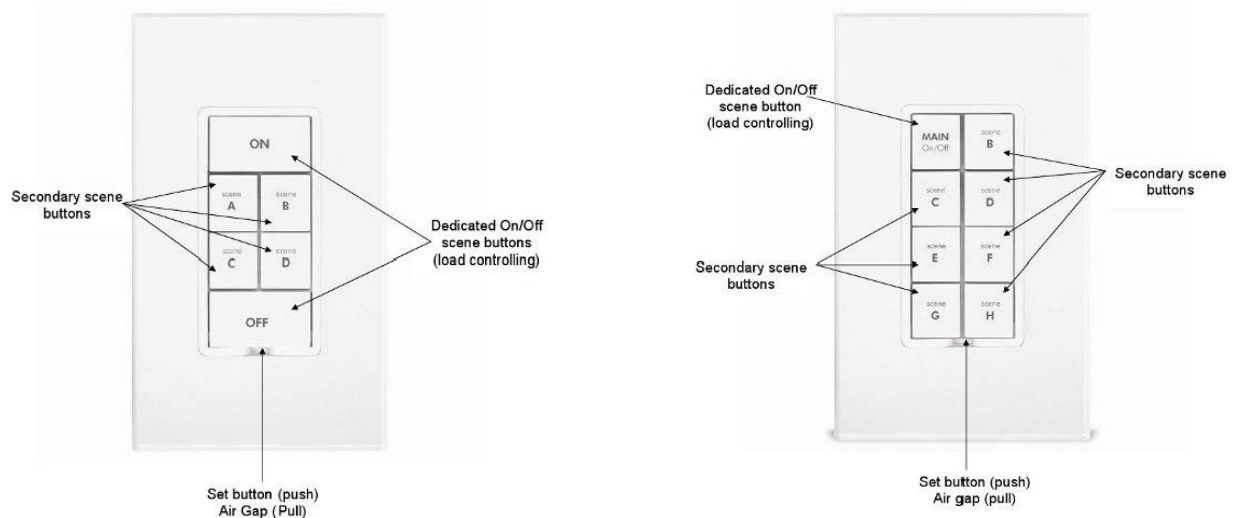 ON
scene
A
scene
B
scene
C
scene
D
OFF
Secondary scene
buttons
Dedicated On/Off
scene buttons
(load controlling)
Set button (push)
Air Gap (Pull)
Dedicated On/Off
scene button
(load controlling)
MAIN
On/Off
scene
B
scene
C
scene
D
scene
E
scene
F
scene
G
scene
H
Secondary scene
buttons
Secondary scene
buttons
Set button (push)
Air gap (pull)